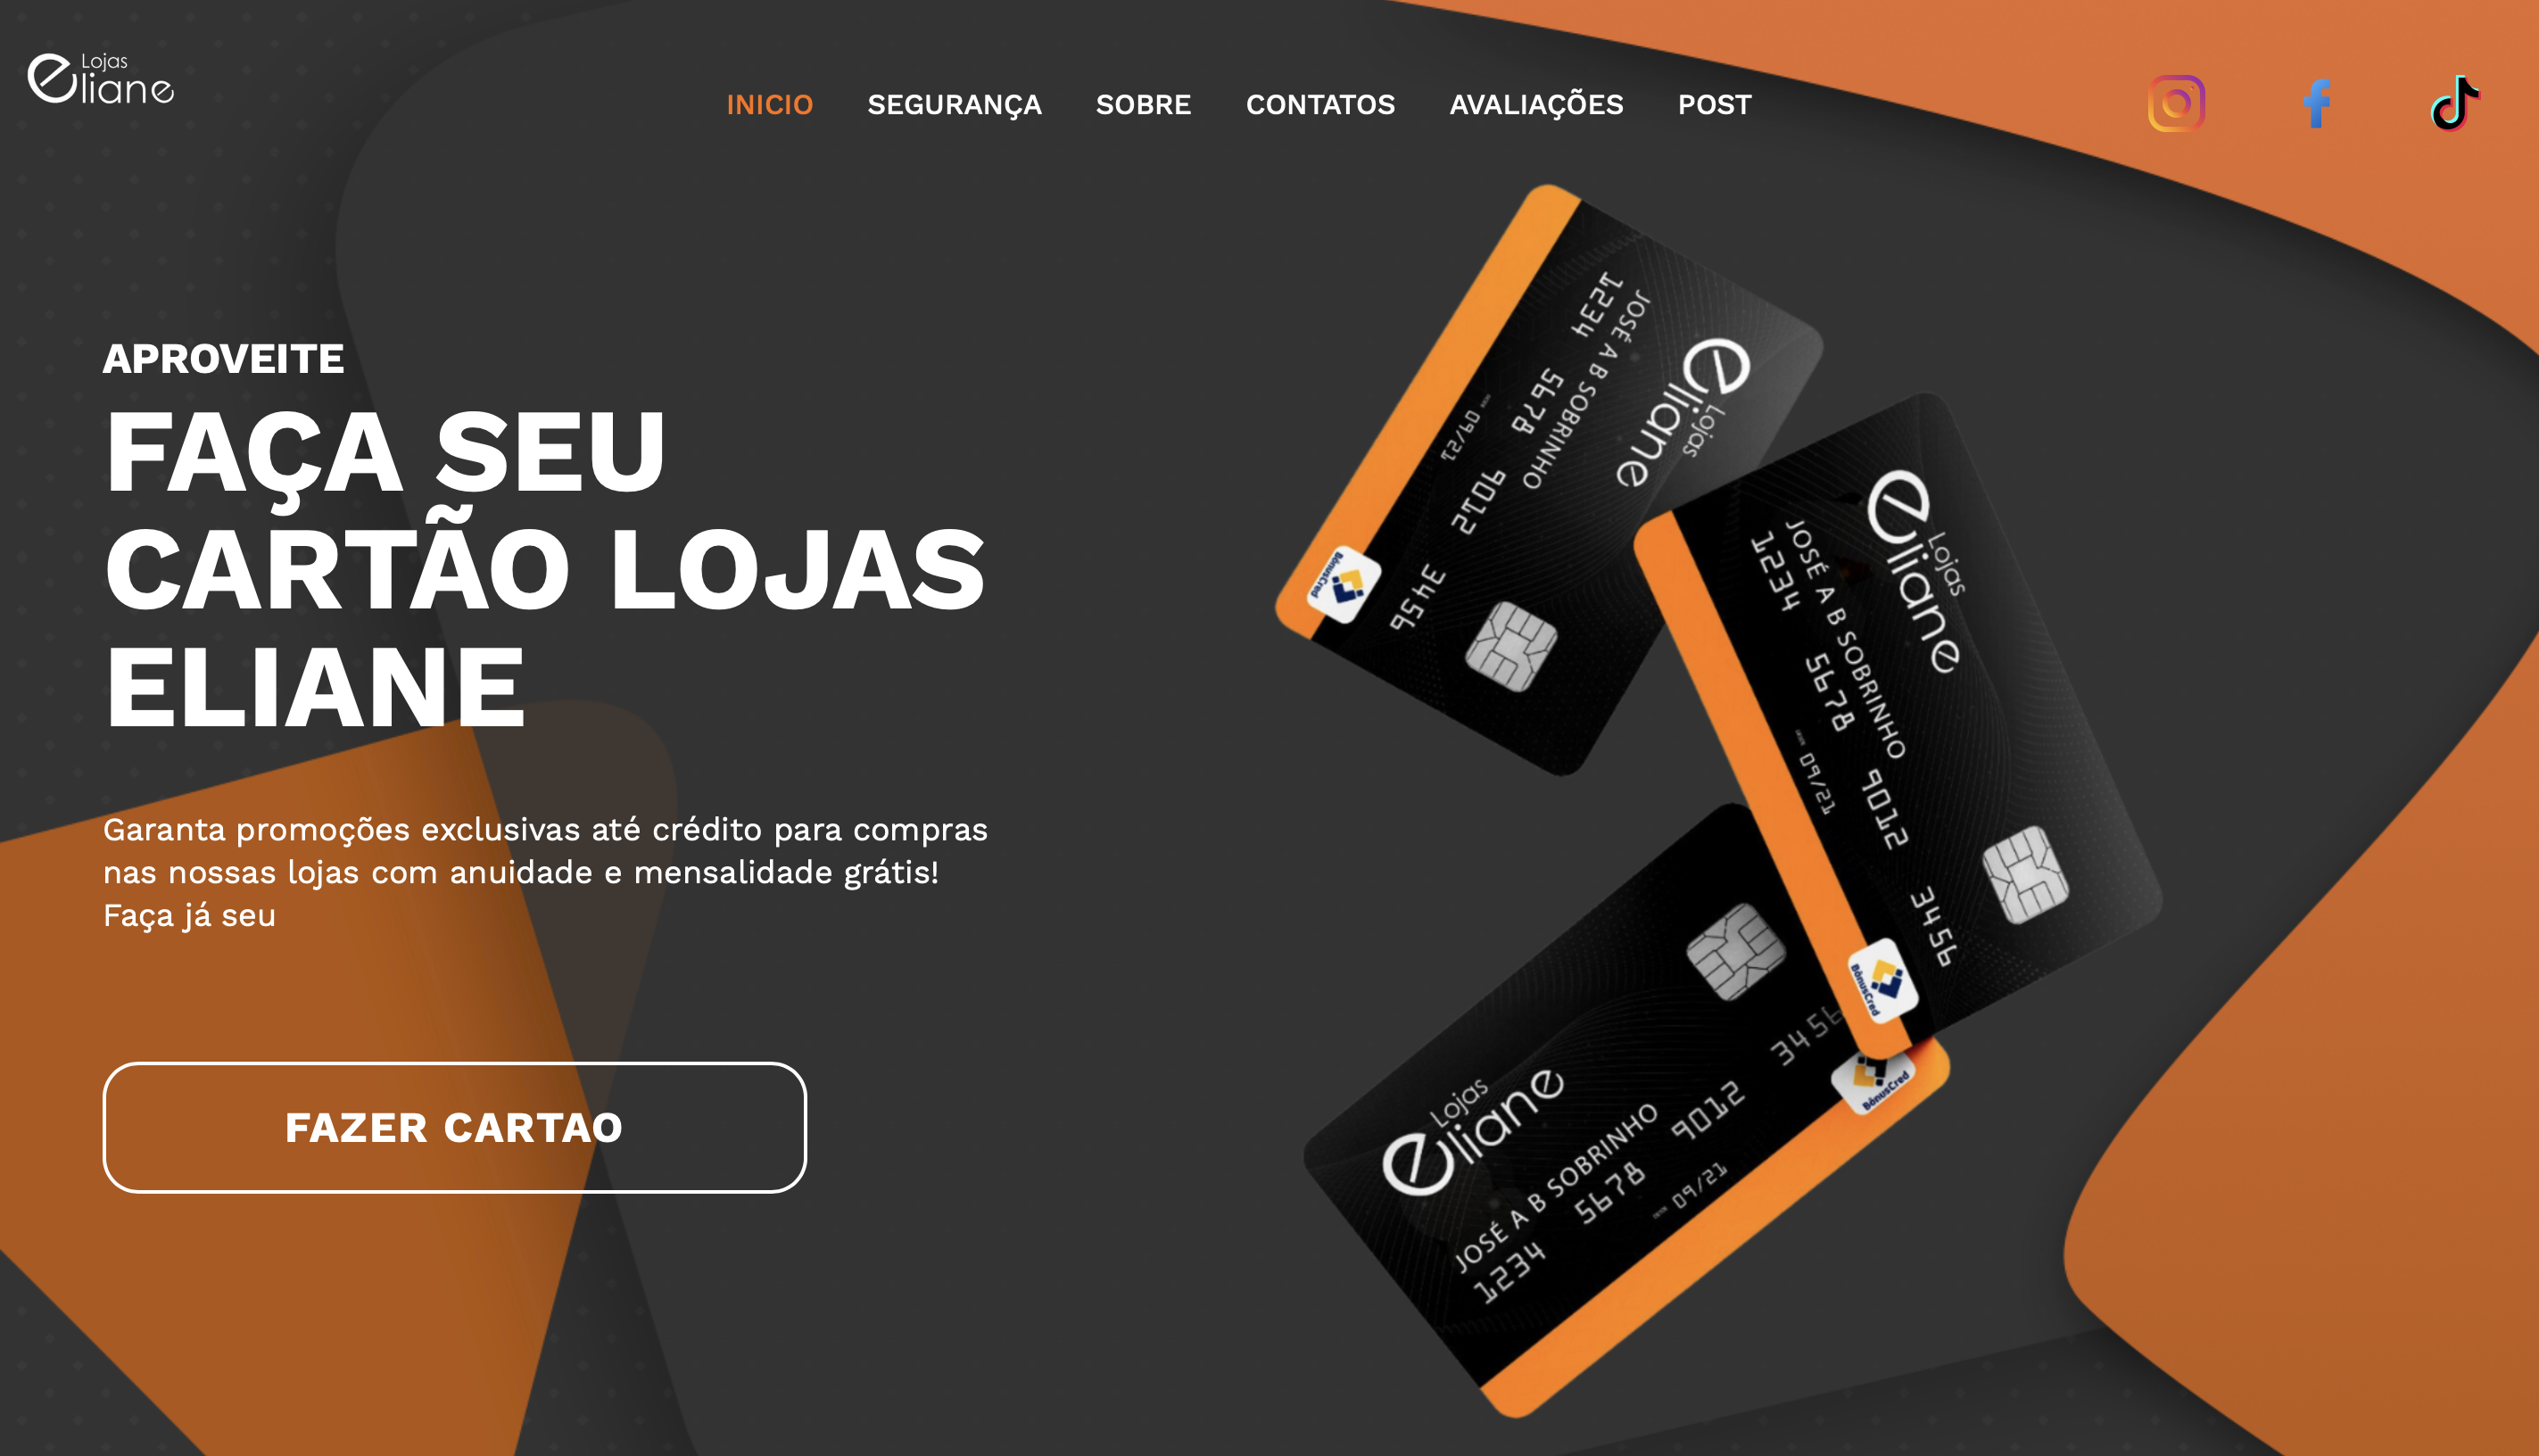 Lojas
eliane
INICIO SEGURANÇA SOBRE CONTATOS AVALIAÇÕES POST
APROVEITE
FAÇA SEU
CARTÃO LOJAS
ELIANE
Garanta promoções exclusivas até crédito para compras
nas nossas lojas com anuidade e mensalidade grátis!
Faça já seu
FAZER CARTAO
Lojas
eliane
JOSÉ A B SOBRINHO
1234 5678 9012 3456
09/21
BônusCred
Lojas
eliane
JOSÉ A B SOBRINHO
1234 5678 9012 3456
09/21
BônusCred
Lojas
eliane
JOSÉ A B SOBRINHO
1234 5678 9012 3456
09/21
BônusCred